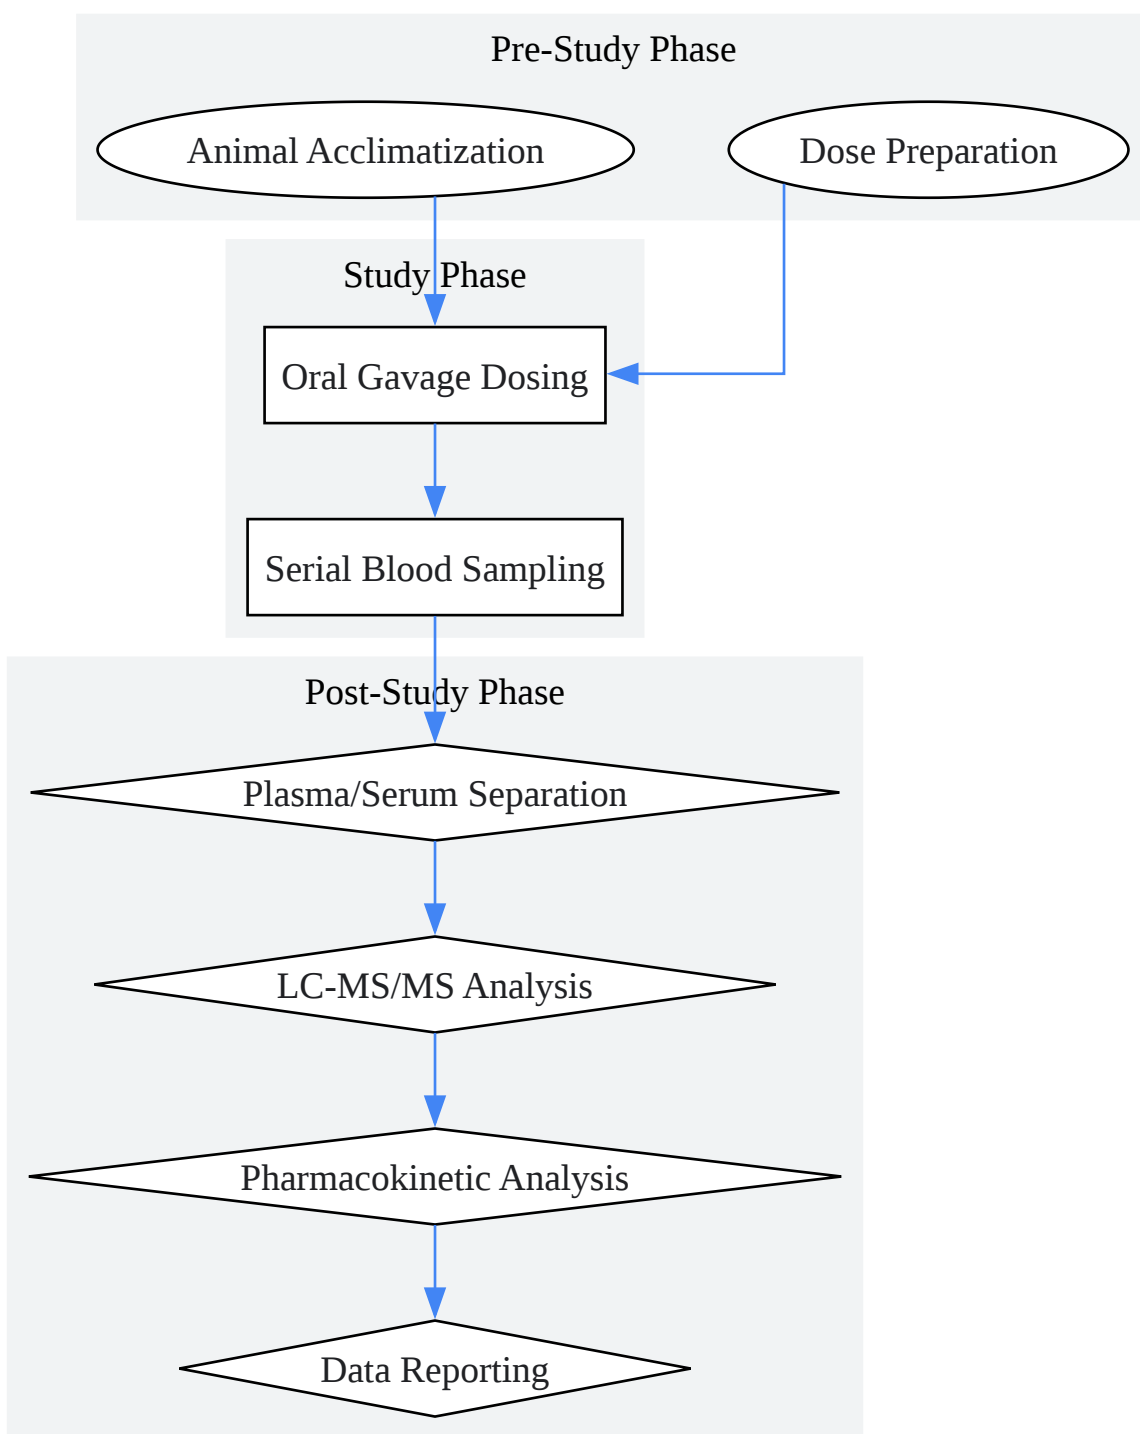 Pre-Study Phase
Animal Acclimatization
Dose Preparation
Study Phase
Oral Gavage Dosing
Serial Blood Sampling
Post-Study Phase
Plasma/Serum Separation
LC-MS/MS Analysis
Pharmacokinetic Analysis
Data Reporting